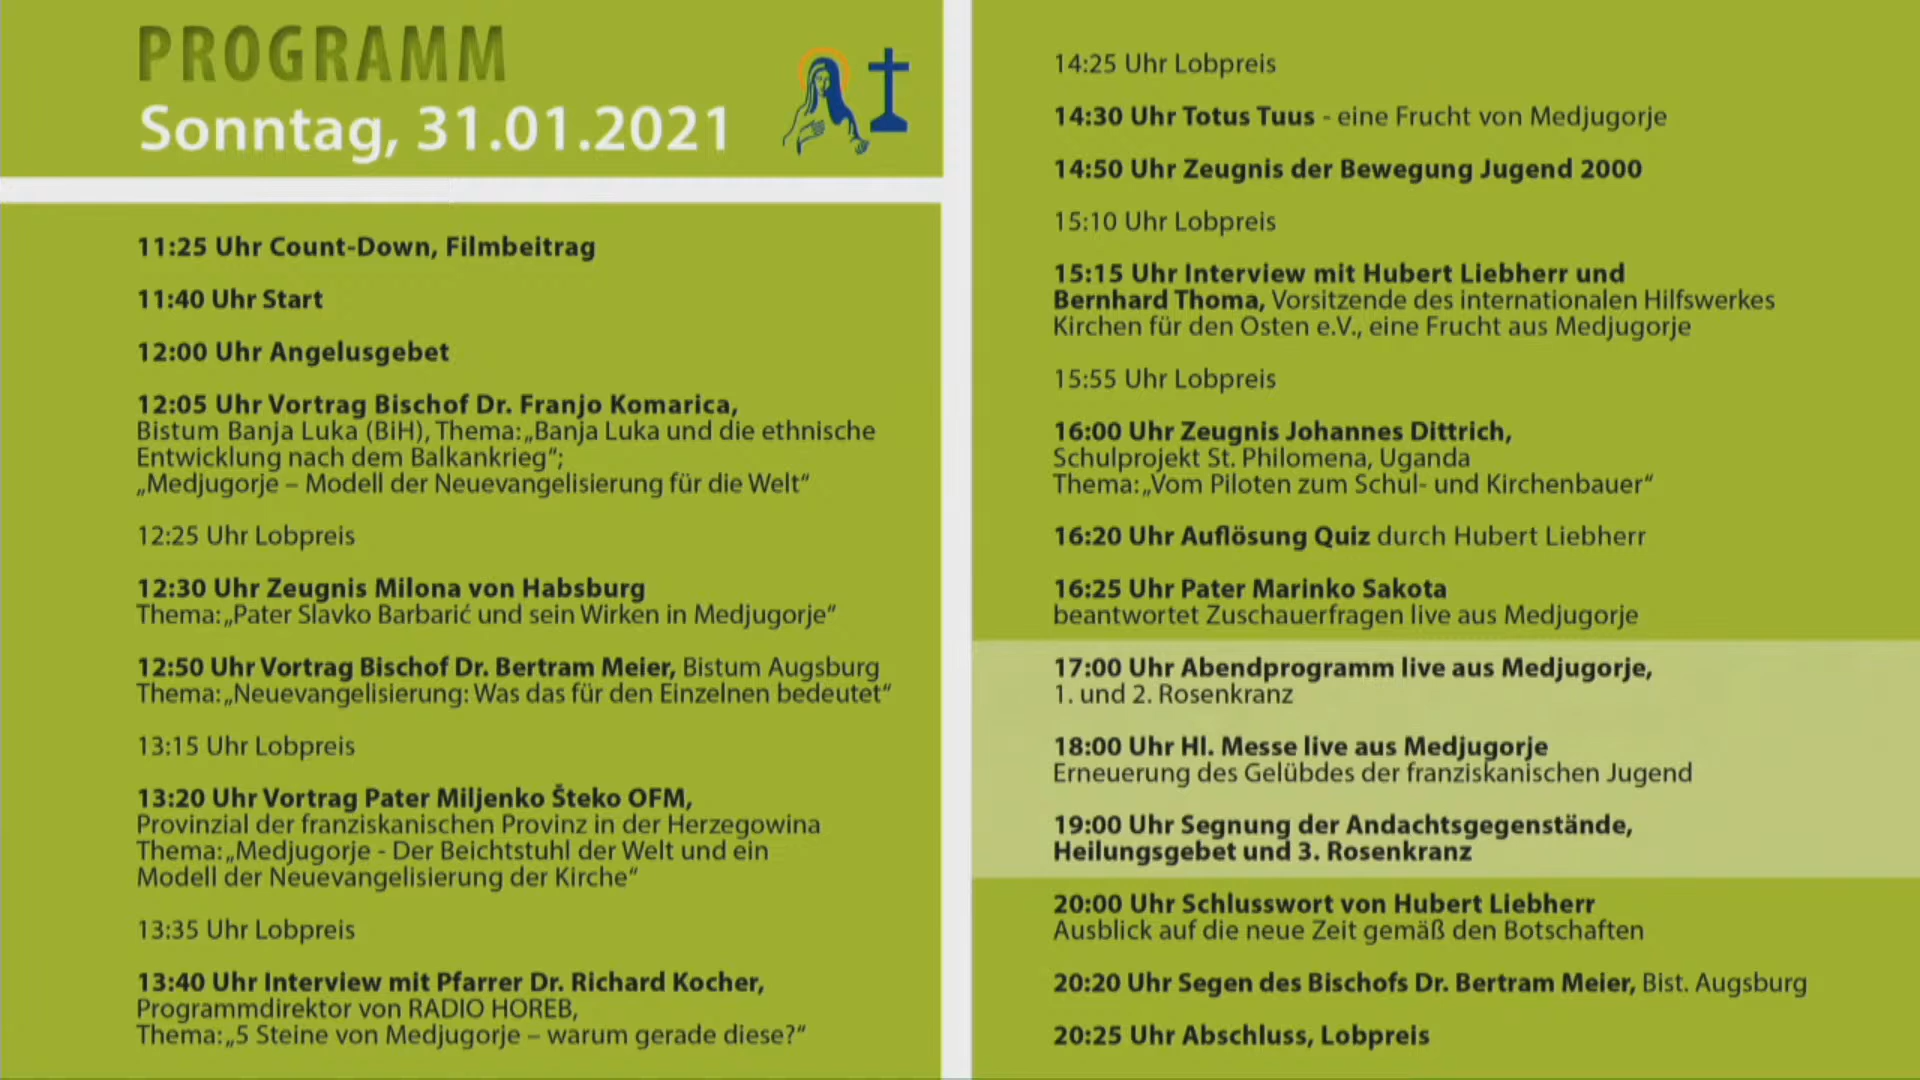 PROGRAMM
Sonntag, 31.01.2021
11:25 Uhr Count-Down, Filmbeitrag
11:40 Uhr Start
12:00 Uhr Angelusgebet
12:05 Uhr Vortrag Bischof Dr. Franjo Komarica,
Bistum Banja Luka (BiH), Thema: „Banja Luka und die ethnische
Entwicklung nach dem Balkankrieg“;
„Medjugorje – Modell der Neuevangelisierung für die Welt“
12:25 Uhr Lobpreis
12:30 Uhr Zeugnis Milona von Habsburg
Thema: „Pater Slavko Barbarić und sein Wirken in Medjugorje“
12:50 Uhr Vortrag Bischof Dr. Bertram Meier, Bistum Augsburg
Thema: „Neuevangelisierung: Was das für den Einzelnen bedeutet“
13:15 Uhr Lobpreis
13:20 Uhr Vortrag Pater Miljenko Šteko OFM,
Provinzial der franziskanischen Provinz in der Herzegowina
Thema: „Medjugorje - Der Beichtstuhl der Welt und ein
Modell der Neuevangelisierung der Kirche“
13:35 Uhr Lobpreis
13:40 Uhr Interview mit Pfarrer Dr. Richard Kocher,
Programmdirektor von RADIO HOREB,
Thema: „5 Steine von Medjugorje – warum gerade diese?“
14:25 Uhr Lobpreis
14:30 Uhr Totus Tuus - eine Frucht von Medjugorje
14:50 Uhr Zeugnis der Bewegung Jugend 2000
15:10 Uhr Lobpreis
15:15 Uhr Interview mit Hubert Liebherr und
Bernhard Thoma, Vorsitzende des internationalen Hilfswerkes
Kirchen für den Osten e.V., eine Frucht aus Medjugorje
15:55 Uhr Lobpreis
16:00 Uhr Zeugnis Johannes Dittrich,
Schulprojekt St. Philomena, Uganda
Thema: „Vom Piloten zum Schul- und Kirchenbauer“
16:20 Uhr Auflösung Quiz durch Hubert Liebherr
16:25 Uhr Pater Marinko Sakota
beantwortet Zuschauerfragen live aus Medjugorje
17:00 Uhr Abendprogramm live aus Medjugorje,
1. und 2. Rosenkranz
18:00 Uhr Hl. Messe live aus Medjugorje
Erneuerung des Gelübdes der franziskanischen Jugend
19:00 Uhr Segnung der Andachtsgegenstände,
Heilungsgebet und 3. Rosenkranz
20:00 Uhr Schlusswort von Hubert Liebherr
Ausblick auf die neue Zeit gemäß den Botschaften
20:20 Uhr Segen des Bischofs Dr. Bertram Meier, Bist. Augsburg
20:25 Uhr Abschluss, Lobpreis